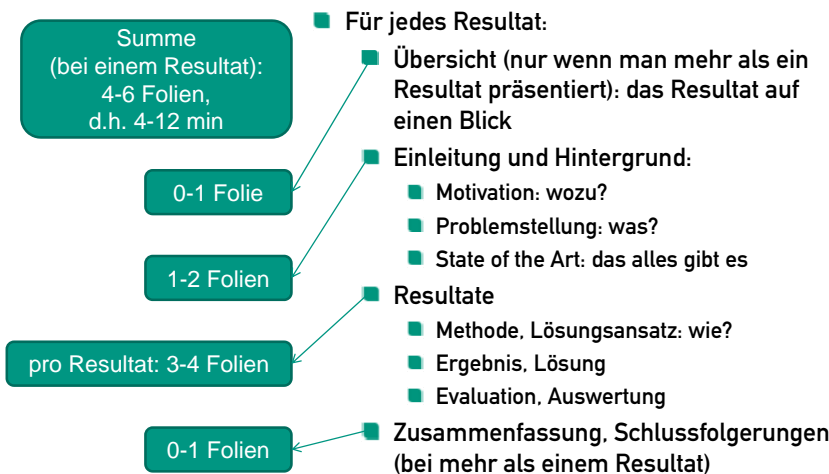 Summe
(bei einem Resultat):
4-6 Folien,
d.h. 4-12 min
0-1 Folie
1-2 Folien
pro Resultat: 3-4 Folien
0-1 Folien
Für jedes Resultat:
Übersicht (nur wenn man mehr als ein
Resultat präsentiert): das Resultat auf
einen Blick
Einleitung und Hintergrund:
Motivation: wozu?
Problemstellung: was?
State of the Art: das alles gibt es
Resultate
Methode, Lösungsansatz: wie?
Ergebnis, Lösung
Evaluation, Auswertung
Zusammenfassung, Schlussfolgerungen
(bei mehr als einem Resultat)